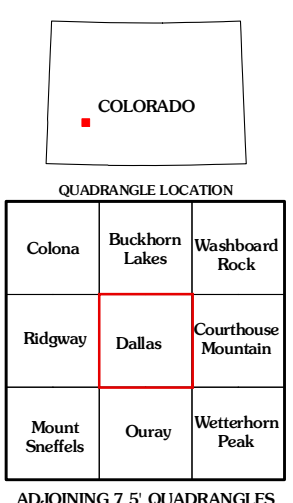 COLORADO
QUADRANGLE LOCATION
Colona
Buckhorn
Lakes
Washboard
Rock
Ridgway
Dallas
Courthouse
Mountain
Mount
Sneffels
Ouray
Wetterhorn
Peak
ADJOINING 7.5' QUADRANGLES